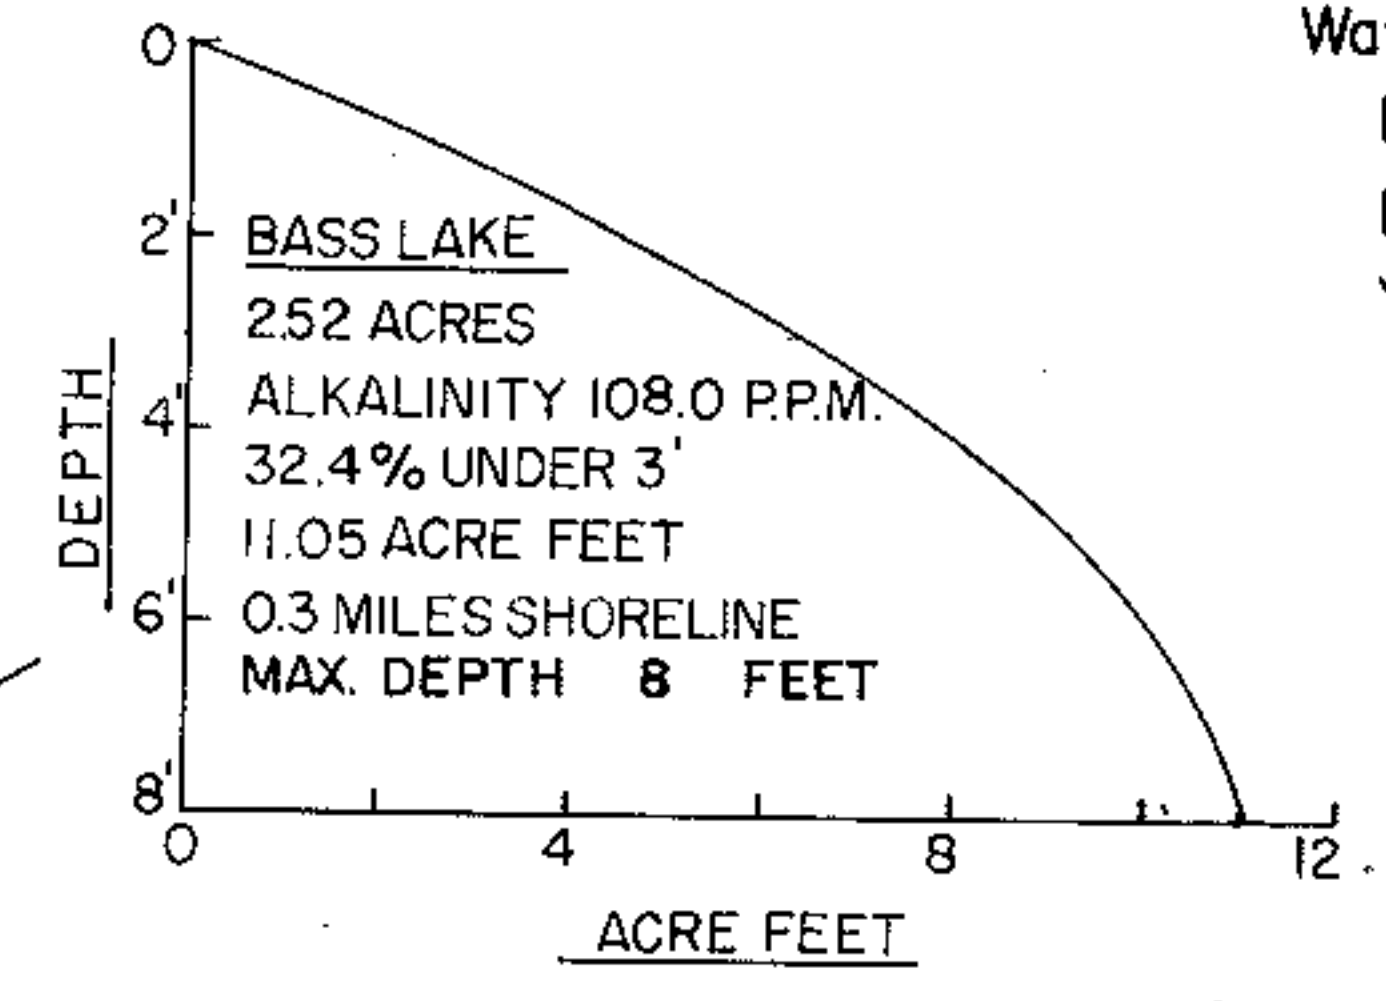 0
2'
4'
6'
8'
DEPTH
BASS LAKE
2.52 ACRES
ALKALINITY 108.0 P.P.M.
32.4% UNDER 3'
11.05 ACRE FEET
0.3 MILES SHORELINE
MAX. DEPTH 8 FEET
0 4 8 12
ACRE FEET